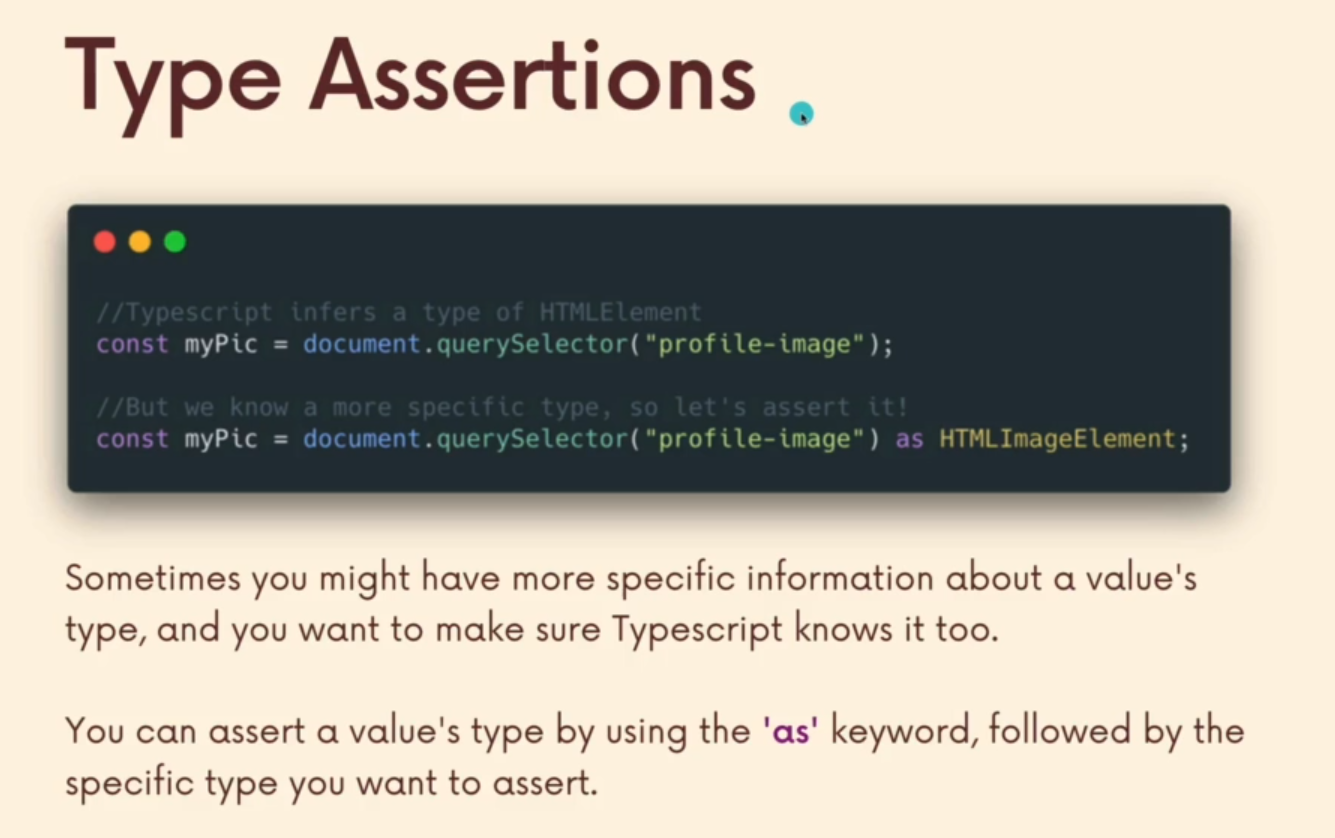 Type Assertions
//Typescript infers a type of HTMLElement
const myPic = document.querySelector("profile-image");
//But we know a more specific type, so let's assert it!
const myPic = document.querySelector("profile-image") as HTMLImageElement;
Sometimes you might have more specific information about a value's
type, and you want to make sure Typescript knows it too.
You can assert a value's type by using the 'as' keyword, followed by the
specific type you want to assert.